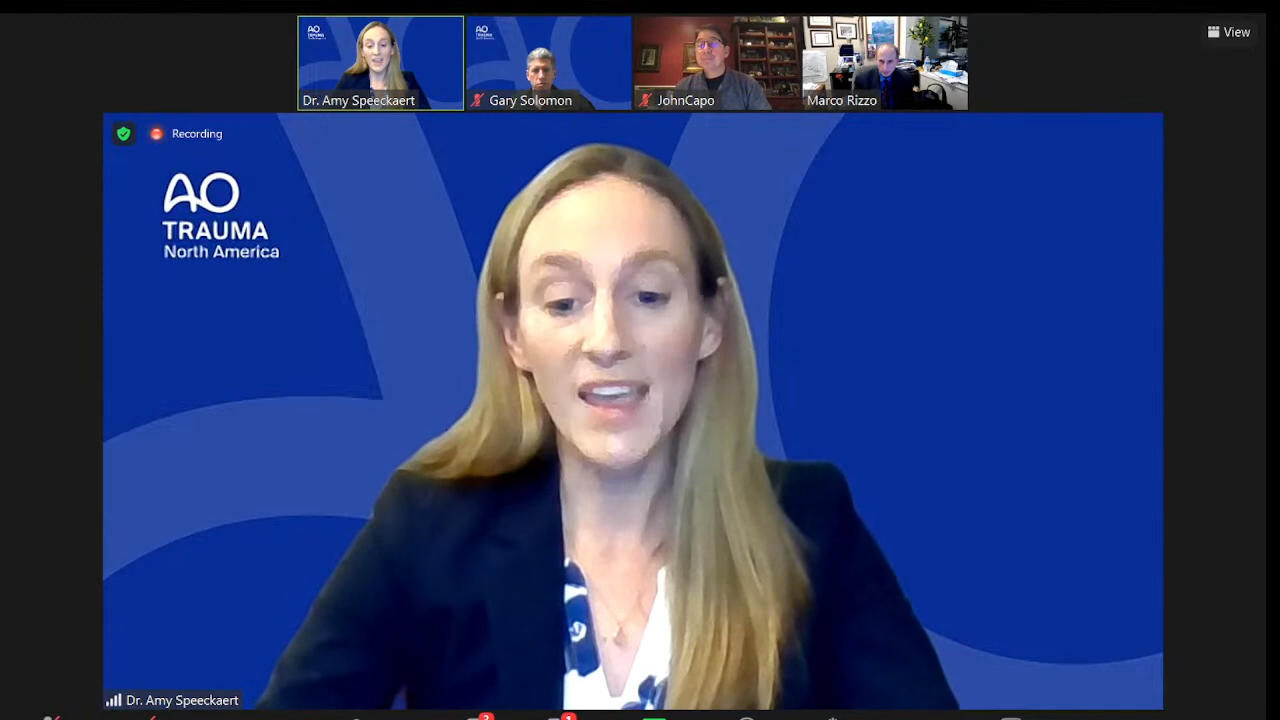 View
Dr. Amy Speeckaert
Gary Solomon
JohnCapo
Marco Rizzo
Recording
AO
TRAUMA
North America
Dr. Amy Speeckaert